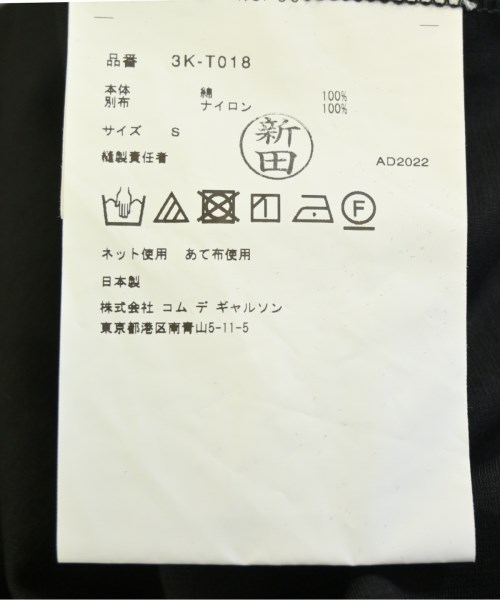 品番 3K-T018
本体 綿 100%
別布 ナイロン 100%
サイズ S
新田
縫製責任者 AD2022
F
ネット使用 あて布使用
日本製
株式会社 コム デ ギャルソン
東京都港区南青山5-11-5